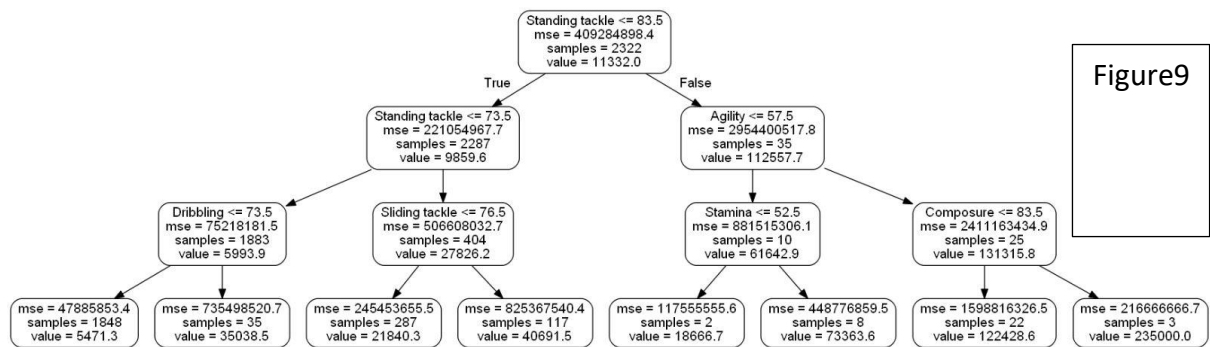 Standing tackle <= 83.5
mse = 409284898.4
samples = 2322
value = 11332.0
True
False
Figure9
Standing tackle <= 73.5
mse = 221054967.7
samples = 2287
value = 9859.6
Agility <= 57.5
mse = 2954400517.8
samples = 35
value = 112557.7
Dribbling <= 73.5
mse = 75218181.5
samples = 1883
value = 5993.9
Sliding tackle <= 76.5
mse = 506608032.7
samples = 404
value = 27826.2
Stamina <= 52.5
mse = 881515306.1
samples = 10
value = 61642.9
Composure <= 83.5
mse = 2411163434.9
samples = 25
value = 131315.8
mse = 47885853.4
samples = 1848
value = 5471.3
mse = 735498520.7
samples = 35
value = 35038.5
mse = 245453655.5
samples = 287
value = 21840.3
mse = 825367540.4
samples = 117
value = 40691.5
mse = 117555555.6
samples = 2
value = 18666.7
mse = 448776859.5
samples = 8
value = 73363.6
mse = 1598816326.5
samples = 22
value = 122428.6
mse = 216666666.7
samples = 3
value = 235000.0